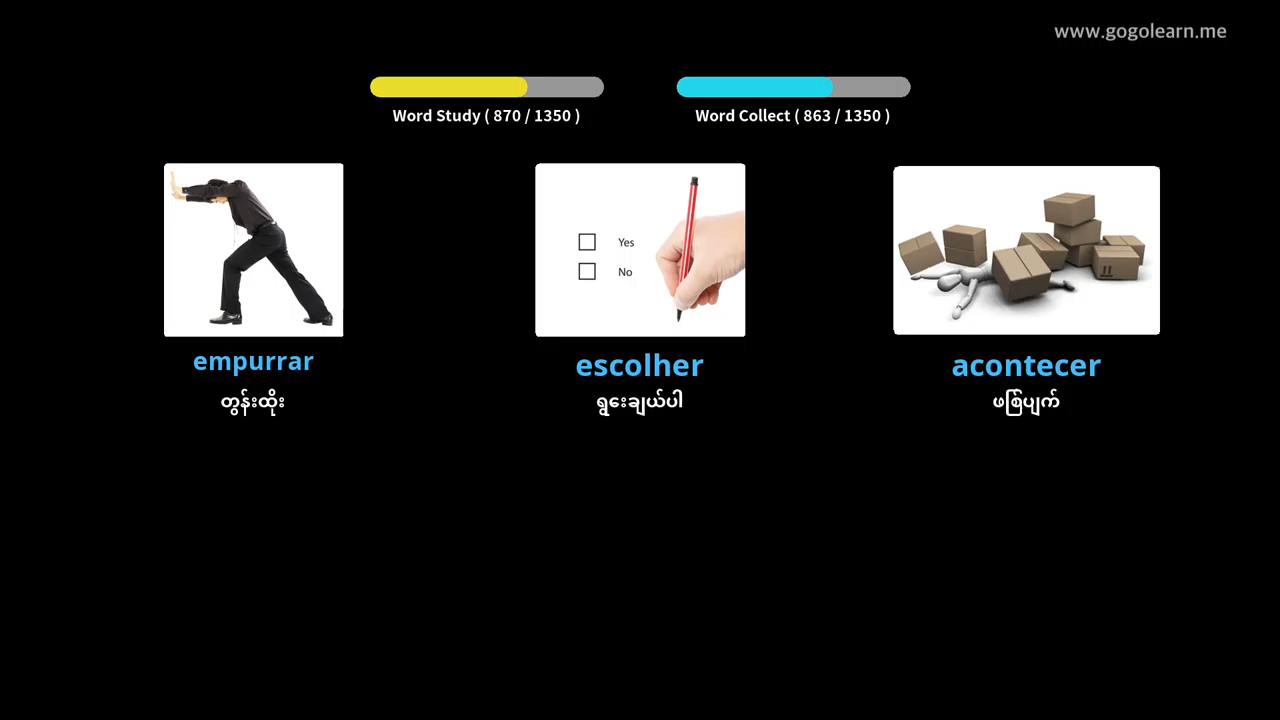 www.gogolearn.me
Word Study ( 870 / 1350 )
Word Collect ( 863 / 1350 )
Yes
No
empurrar
escolher
acontecer
တွန်းထိုး
ရွေးချယ်ပါ
ဖြစ်ပျက်